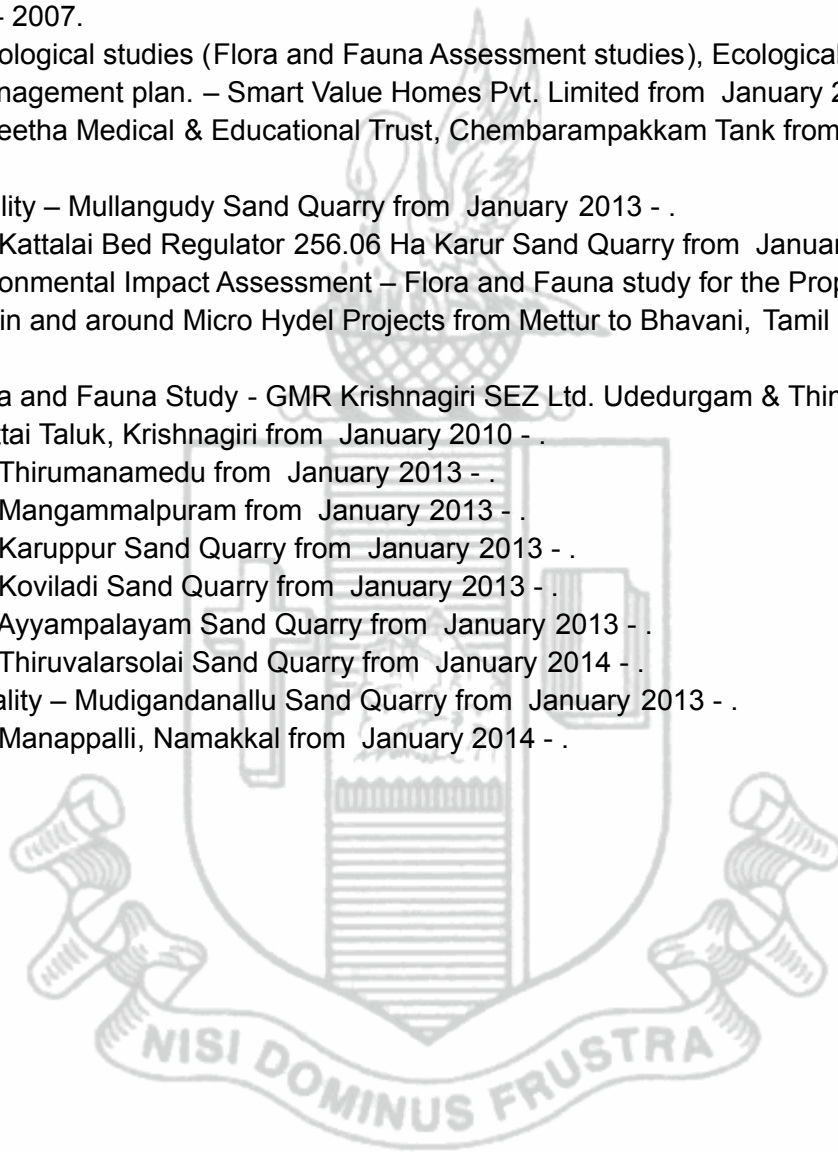 - 2007.
ological studies (Flora and Fauna Assessment studies), Ecological
nagement plan. – Smart Value Homes Pvt. Limited from  January 2
eetha Medical & Educational Trust, Chembarampakkam Tank from
lity – Mullangudy Sand Quarry from  January 2013 - .
Kattalai Bed Regulator 256.06 Ha Karur Sand Quarry from  Januar
onmental Impact Assessment – Flora and Fauna study for the Prop
in and around Micro Hydel Projects from Mettur to Bhavani, Tamil
a and Fauna Study - GMR Krishnagiri SEZ Ltd. Udedurgam & Thin
ttai Taluk, Krishnagiri from  January 2010 - .
Thirumanamedu from  January 2013 - .
Mangammalpuram from  January 2013 - .
Karuppur Sand Quarry from  January 2013 - .
Koviladi Sand Quarry from  January 2013 - .
Ayyampalayam Sand Quarry from  January 2013 - .
Thiruvalarsolai Sand Quarry from  January 2014 - .
ality – Mudigandanallu Sand Quarry from  January 2013 - .
Manappalli, Namakkal from  January 2014 - .
NISI DOMINUS FRUSTRA